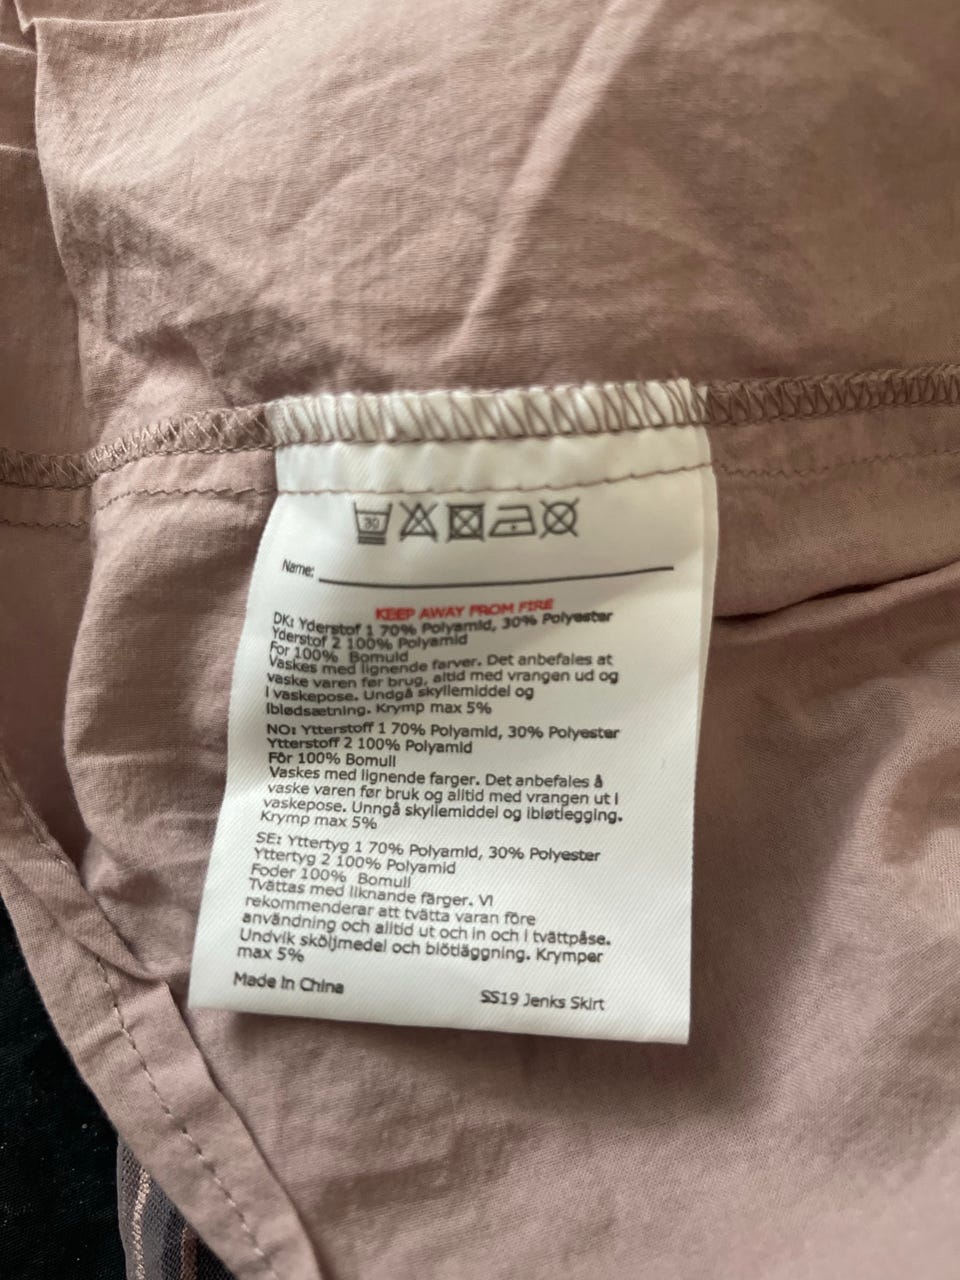 30
Name:
KEEP AWAY FROM FIRE
DK: Yderstof 1 70% Polyamid, 30% Polyester
Yderstof 2 100% Polyamid
For 100% Bomuld
Vaskes med lignende farver. Det anbefales at
vaske varen før brug, altid med vrangen ud og
i vaskepose. Undgå skyllemiddel og
iblødsætning. Krymp max 5%
NO: Ytterstoff 1 70% Polyamid, 30% Polyester
Ytterstoff 2 100% Polyamid
Fôr 100% Bomull
Vaskes med lignende farger. Det anbefales å
vaske varen før bruk og alltid med vrangen ut i
vaskepose. Unngå skyllemiddel og ibløtlegging.
Krymp max 5%
SE: Yttertyg 1 70% Polyamid, 30% Polyester
Yttertyg 2 100% Polyamid
Foder 100% Bomull
Tvättas med liknande färger. Vi
rekommenderar att tvätta varan före
användning och alltid ut och in och i tvättpåse.
Undvik sköljmedel och blötläggning. Krymper
max 5%
Made in China
SS19 Jenks Skirt